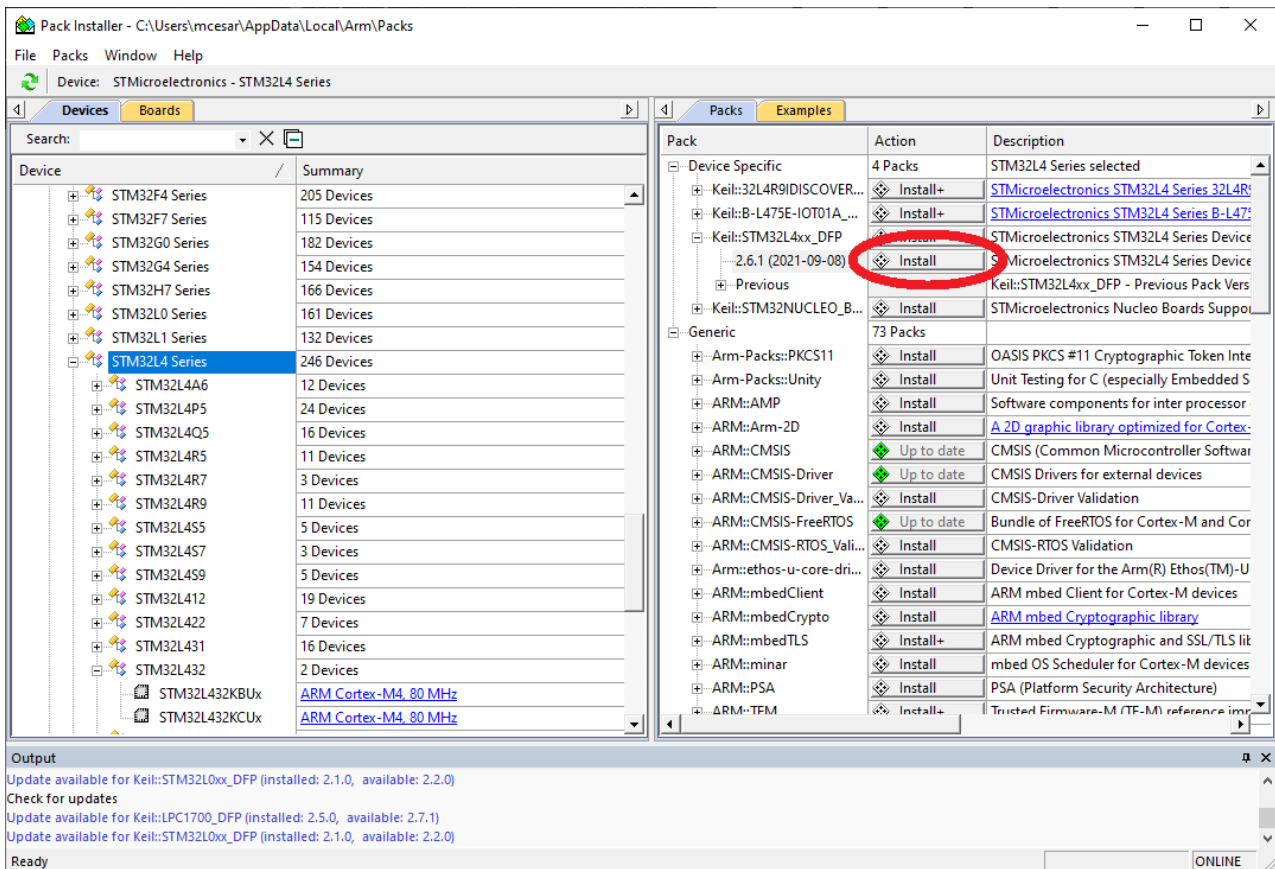 Pack Installer - C:\Users\mcesar\AppData\Local\Arm\Packs
File Packs Window Help
Device: STMicroelectronics - STM32L4 Series
Devices Boards
Search:
Device Summary
STM32F4 Series 205 Devices
STM32F7 Series 115 Devices
STM32G0 Series 182 Devices
STM32G4 Series 154 Devices
STM32H7 Series 166 Devices
STM32L0 Series 161 Devices
STM32L1 Series 132 Devices
STM32L4 Series 246 Devices
STM32L4A6 12 Devices
STM32L4P5 24 Devices
STM32L4Q5 16 Devices
STM32L4R5 11 Devices
STM32L4R7 3 Devices
STM32L4R9 11 Devices
STM32L4S5 5 Devices
STM32L4S7 3 Devices
STM32L4S9 5 Devices
STM32L412 19 Devices
STM32L422 7 Devices
STM32L431 16 Devices
STM32L432 2 Devices
STM32L432KBUx ARM Cortex-M4, 80 MHz
STM32L432KCUx ARM Cortex-M4, 80 MHz
Packs Examples
Pack Action Description
Device Specific 4 Packs STM32L4 Series selected
Keil::32L4R9IDISCOVER... Install+ STMicroelectronics STM32L4 Series 32L4R9
Keil::B-L475E-IOT01A_... Install+ STMicroelectronics STM32L4 Series B-L475
Keil::STM32L4xx_DFP Install STMicroelectronics STM32L4 Series Device
2.6.1 (2021-09-08) Install STMicroelectronics STM32L4 Series Device
Previous Keil::STM32L4xx_DFP - Previous Pack Vers
Keil::STM32NUCLEO_B... Install STMicroelectronics Nucleo Boards Suppor
Generic 73 Packs
Arm-Packs::PKCS11 Install OASIS PKCS #11 Cryptographic Token Inte
Arm-Packs::Unity Install Unit Testing for C (especially Embedded S
ARM::AMP Install Software components for inter processor
ARM::Arm-2D Install A 2D graphic library optimized for Cortex-
ARM::CMSIS Up to date CMSIS (Common Microcontroller Softwar
ARM::CMSIS-Driver Up to date CMSIS Drivers for external devices
ARM::CMSIS-Driver_Va... Install CMSIS-Driver Validation
ARM::CMSIS-FreeRTOS Up to date Bundle of FreeRTOS for Cortex-M and Cor
ARM::CMSIS-RTOS_Vali... Install CMSIS-RTOS Validation
Arm::ethos-u-core-dri... Install Device Driver for the Arm(R) Ethos(TM)-U
ARM::mbedClient Install ARM mbed Client for Cortex-M devices
ARM::mbedCrypto Install ARM mbed Cryptographic library
ARM::mbedTLS Install+ ARM mbed Cryptographic and SSL/TLS lib
ARM::minar Install mbed OS Scheduler for Cortex-M devices
ARM::PSA Install PSA (Platform Security Architecture)
ARM::TFM Install+ Trusted Firmware-M (TF-M) reference imp
Output
Update available for Keil::STM32L0xx_DFP (installed: 2.1.0, available: 2.2.0)
Check for updates
Update available for Keil::LPC1700_DFP (installed: 2.5.0, available: 2.7.1)
Update available for Keil::STM32L0xx_DFP (installed: 2.1.0, available: 2.2.0)
Ready ONLINE